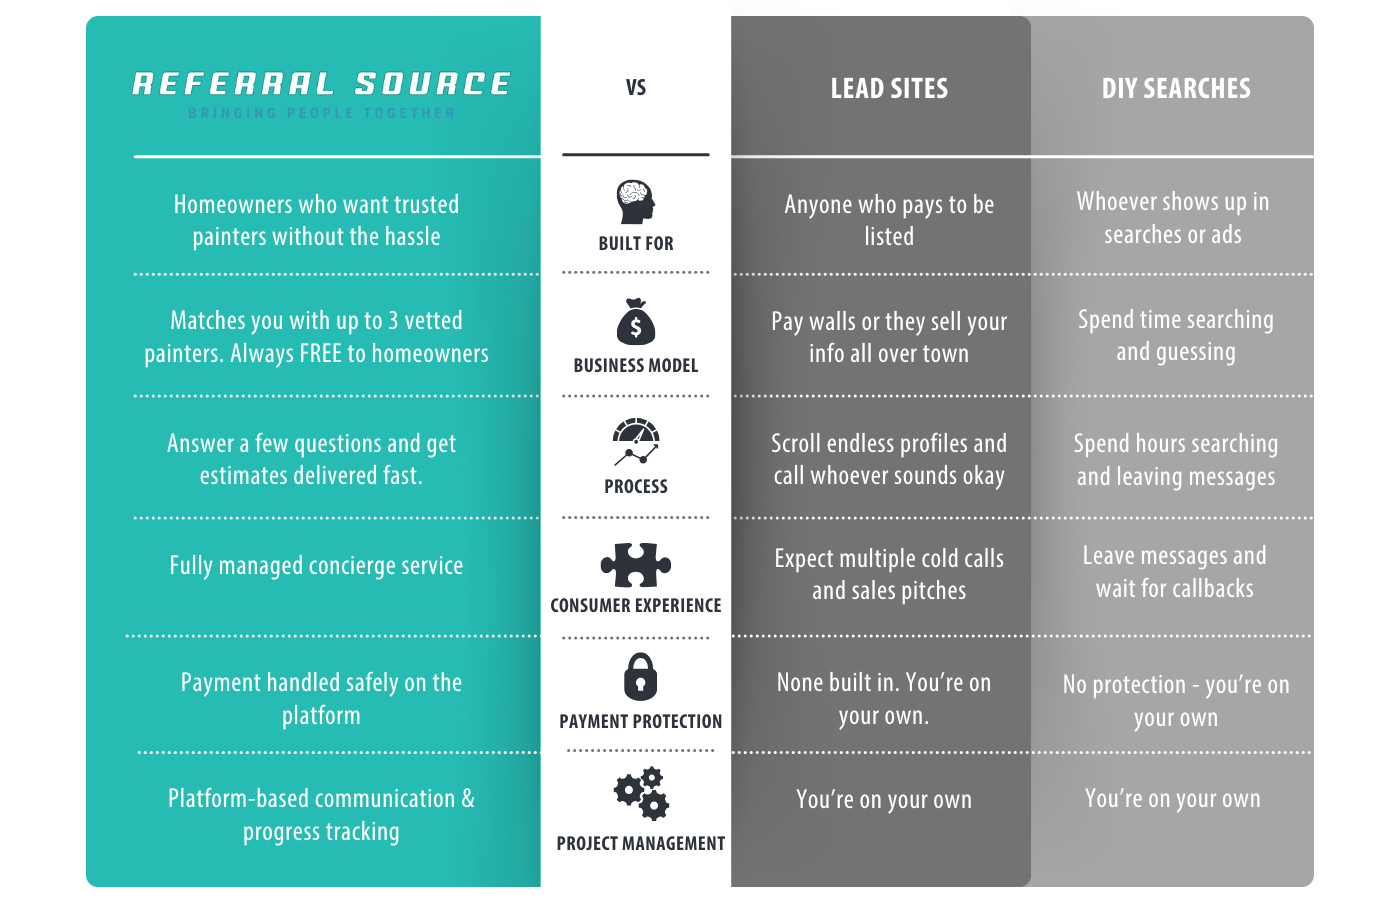 REFERRAL SOURCE
BRINGING PEOPLE TOGETHER
VS
LEAD SITES
DIY SEARCHES
Homeowners who want trusted
painters without the hassle
BUILT FOR
Anyone who pays to be
listed
Whoever shows up in
searches or ads
Matches you with up to 3 vetted
painters. Always FREE to homeowners
$
BUSINESS MODEL
Pay walls or they sell your
info all over town
Spend time searching
and guessing
Answer a few questions and get
estimates delivered fast.
PROCESS
Scroll endless profiles and
call whoever sounds okay
Spend hours searching
and leaving messages
Fully managed concierge service
CONSUMER EXPERIENCE
Expect multiple cold calls
and sales pitches
Leave messages and
wait for callbacks
Payment handled safely on the
platform
PAYMENT PROTECTION
None built in. You’re on
your own.
No protection - you’re on
your own
Platform-based communication &
progress tracking
PROJECT MANAGEMENT
You’re on your own
You’re on your own